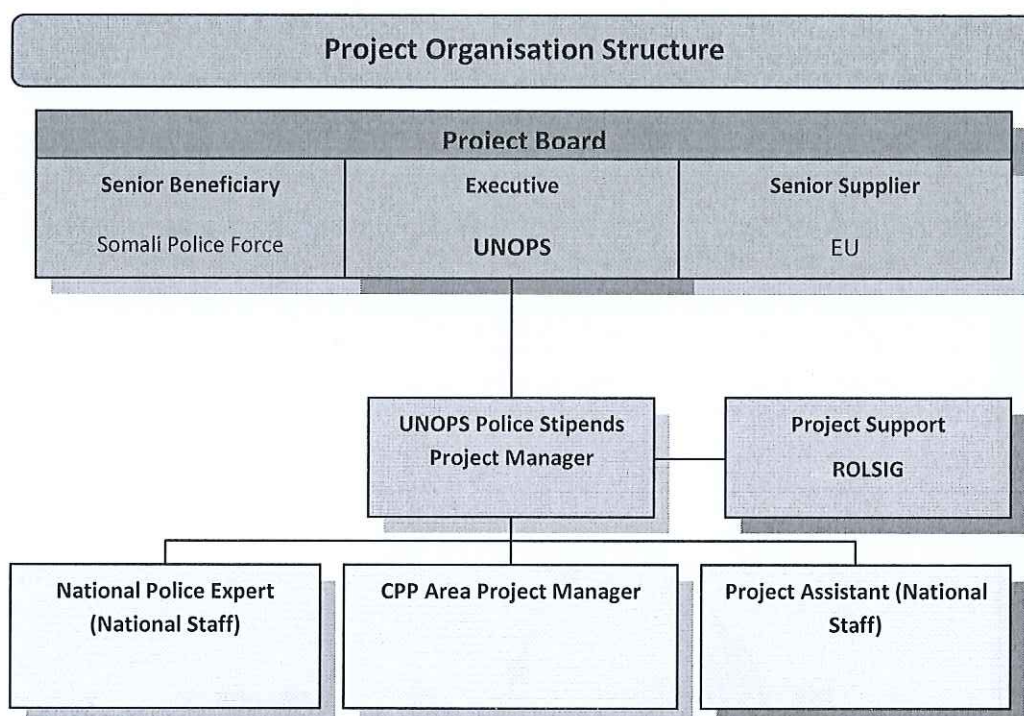 Project Organisation Structure
Project Board
Senior Beneficiary
Executive
Senior Supplier
Somali Police Force
UNOPS
EU
UNOPS Police Stipends
Project Manager
Project Support
ROLSIG
National Police Expert
(National Staff)
CPP Area Project Manager
Project Assistant (National
Staff)